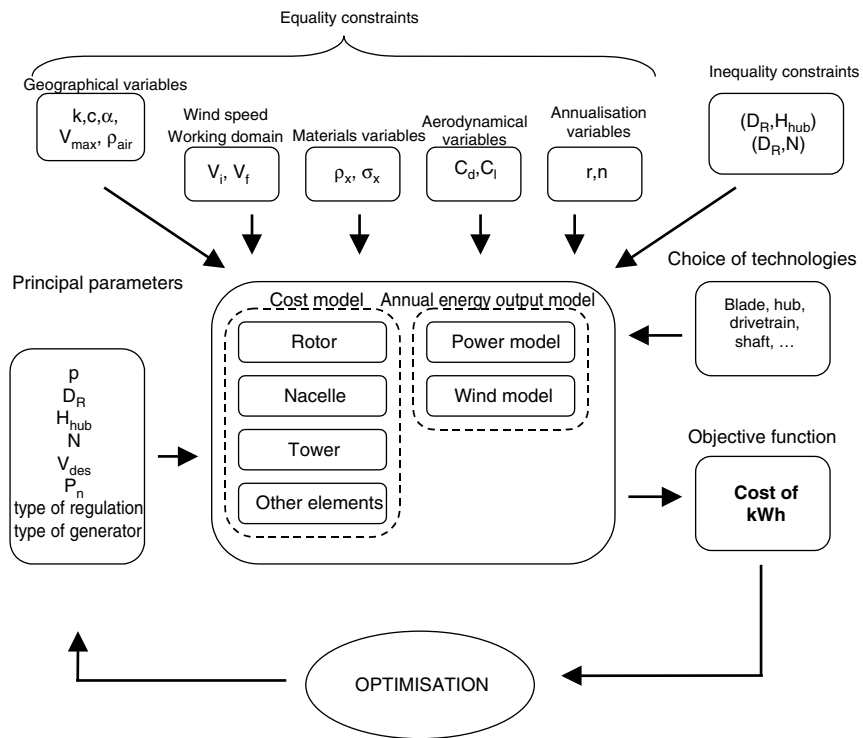 Equality constraints
Geographical variables
k,c,α,
V_max, ρ_air
Wind speed
Working domain
V_i, V_f
Materials variables
ρ_x, σ_x
Aerodynamical
variables
C_d,C_l
Annualisation
variables
r,n
Inequality constraints
(D_R,H_hub)
(D_R,N)
Choice of technologies
Blade, hub,
drivetrain,
shaft, …
Principal parameters
p
D_R
H_hub
N
V_des
P_n
type of regulation
type of generator
Cost model
Rotor
Nacelle
Tower
Other elements
Annual energy output model
Power model
Wind model
Objective function
Cost of
kWh
OPTIMISATION